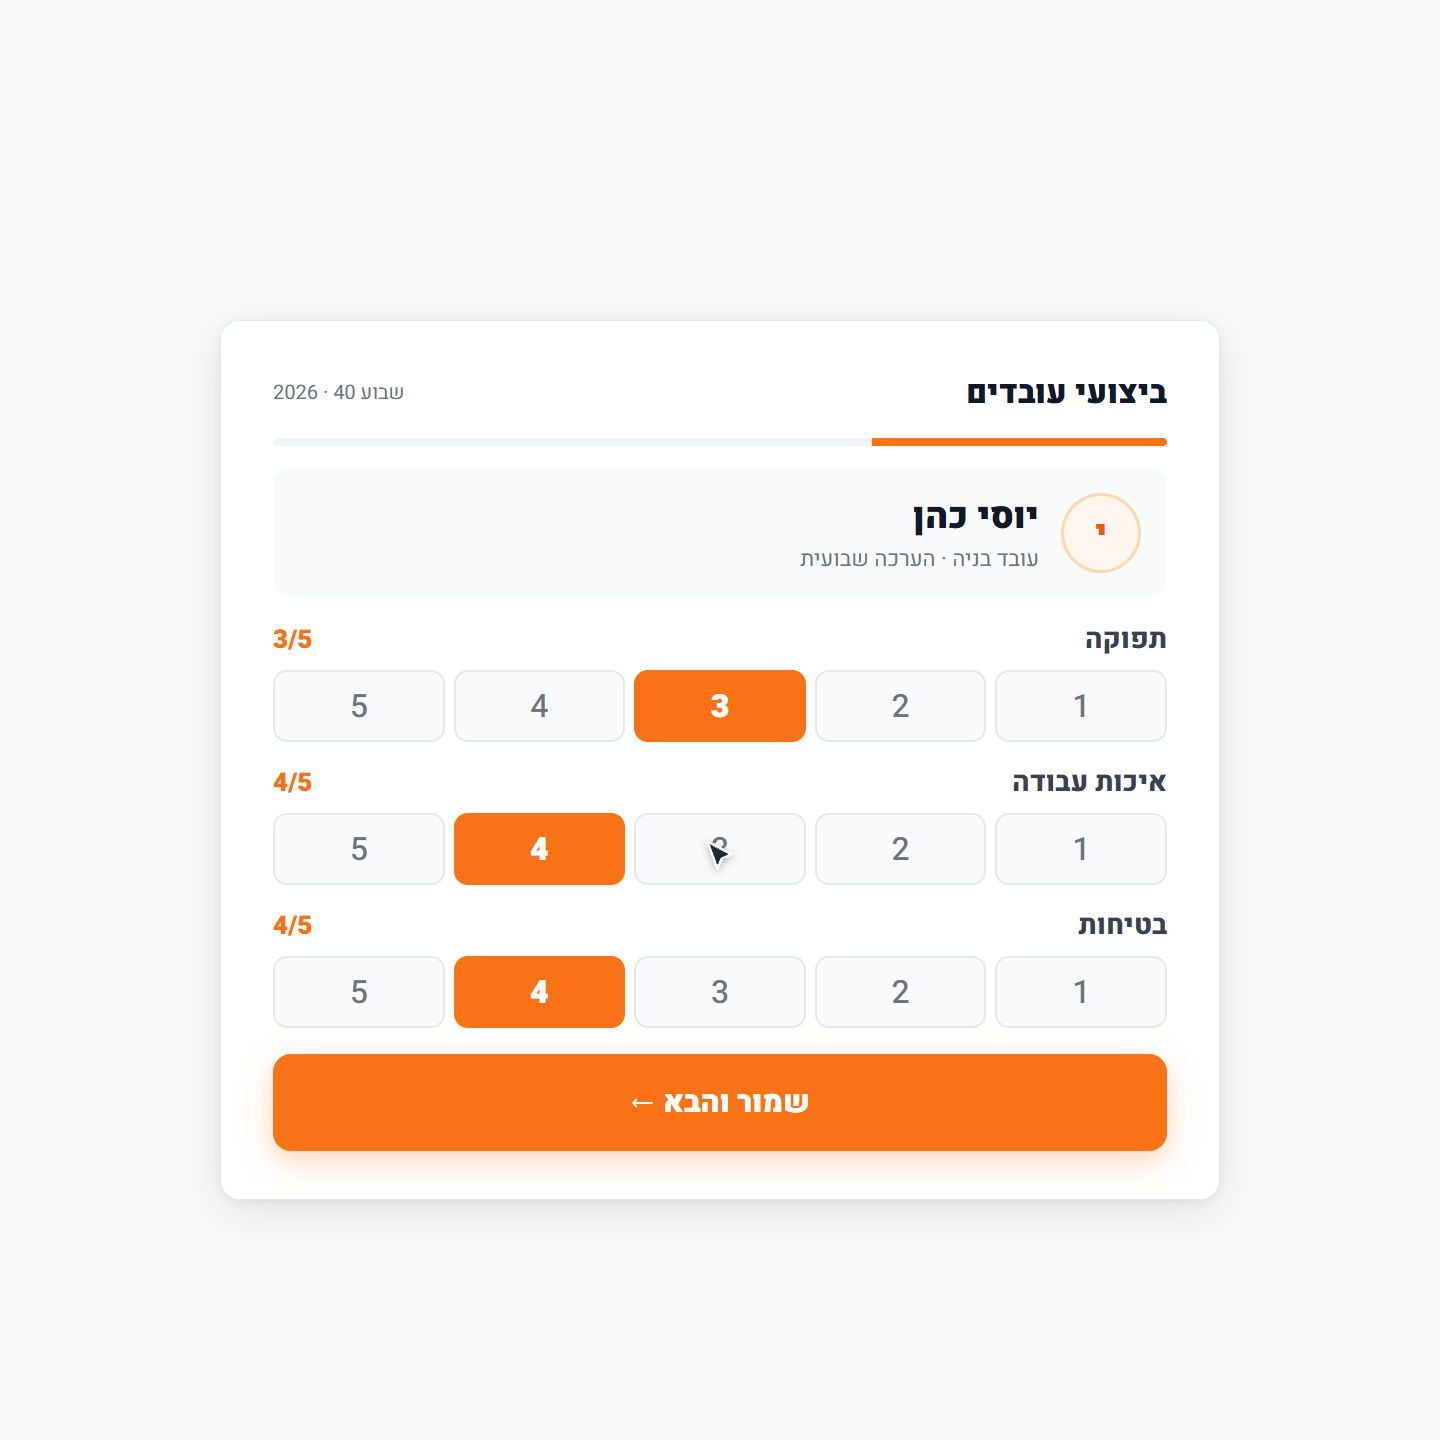 ביצועי עובדים
שבוע 40 · 2026
י
יוסי כהן
עובד בניה · הערכה שבועית
תפוקה
3/5
1 2 3 4 5
איכות עבודה
4/5
1 2 4 5
בטיחות
4/5
1 2 3 4 5
שמור והבא ←